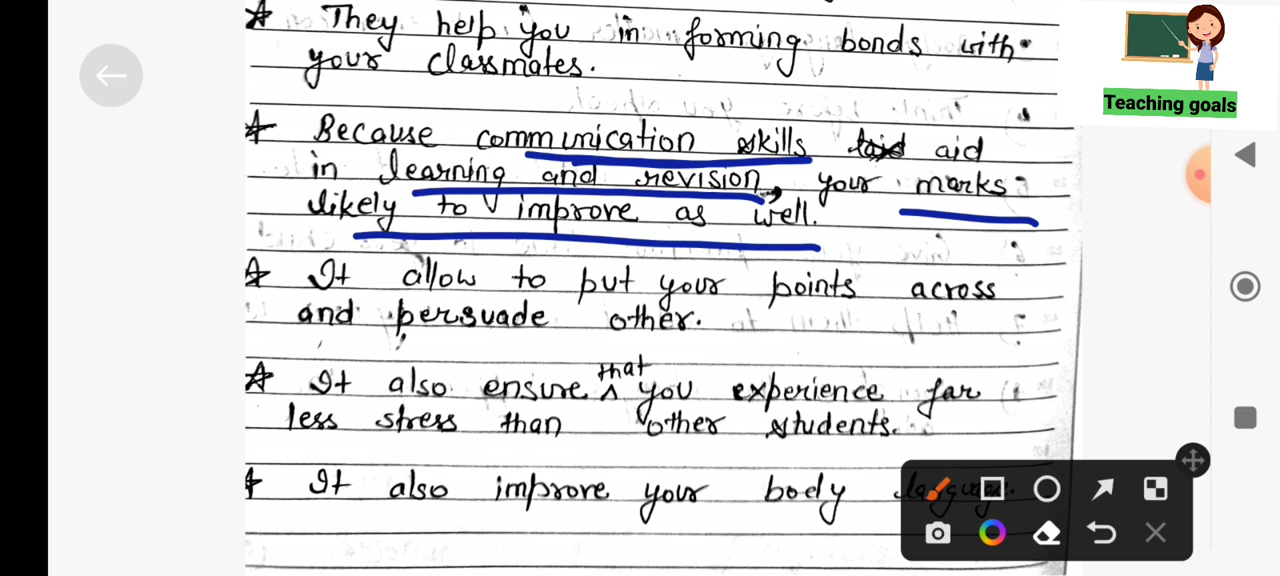 They help you in forming bonds with
your classmates.
Teaching goals
Because communication skills aid
in learning and revision, your marks
likely to improve as well.
It allow to put your points across
and persuade other.
It also ensure that you experience far
less stress than other students.
It also improve your body language.